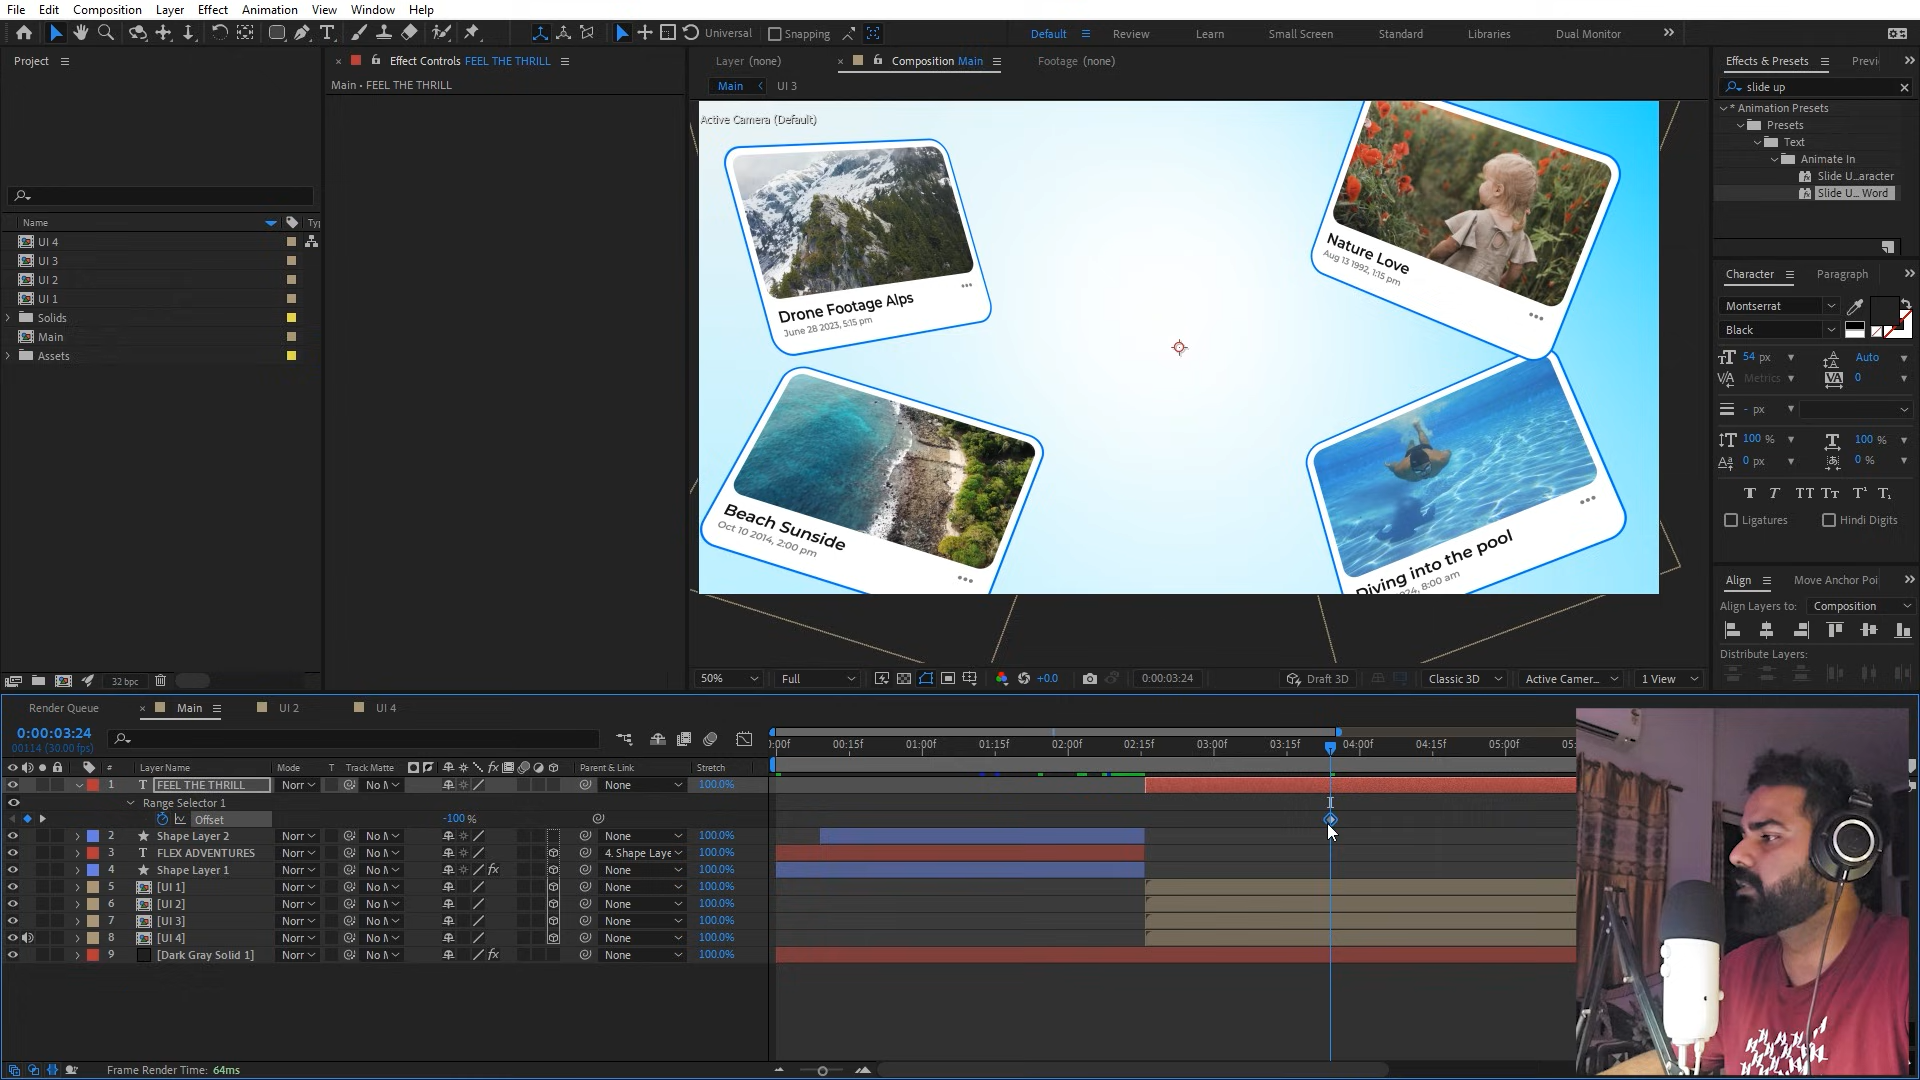 File Edit Composition Layer Effect Animation View Window Help
Universal Snapping Default Review Learn Small Screen Standard Libraries Dual Monitor
Project
Effect Controls FEEL THE THRILL
Main • FEEL THE THRILL
Layer (none) Composition Main Footage (none)
Main UI 3
Active Camera (Default)
Drone Footage Alps
June 28 2023, 5:15 pm
Nature Love
Aug 13 1992, 1:15 pm
Beach Sunside
Oct 10 2014, 2:00 pm
Diving into the pool
8:00 am
Name
UI 4
UI 3
UI 2
UI 1
Solids
Main
Assets
32 bpc
50% Full +0.0 0:00:03:24 Draft 3D Classic 3D Active Camer... 1 View
Effects & Presets Previ
slide up
* Animation Presets
Presets
Text
Animate In
Slide U...aracter
Slide U... Word
Character Paragraph
Montserrat
Black
54 px Auto
Metrics 0
- px
100 % 100 %
0 px 0 %
Ligatures Hindi Digits
Align Move Anchor Poi
Align Layers to: Composition
Distribute Layers:
Render Queue Main UI 2 UI 4
0:00:03:24
00114 (30.00 fps)
:00f 00:15f 01:00f 01:15f 02:00f 02:15f 03:00f 03:15f 04:00f 04:15f 05:00f 05:
# Layer Name Mode T Track Matte Parent & Link Stretch
1 FEEL THE THRILL Norr No M None 100.0%
Range Selector 1
Offset -100 %
2 Shape Layer 2 Norr No M None 100.0%
3 FLEX ADVENTURES Norr No M 4. Shape Laye 100.0%
4 Shape Layer 1 Norr No M None 100.0%
5 [UI 1] Norr No M None 100.0%
6 [UI 2] Norr No M None 100.0%
7 [UI 3] Norr No M None 100.0%
8 [UI 4] Norr No M None 100.0%
9 [Dark Gray Solid 1] Norr No M None 100.0%
Frame Render Time: 64ms